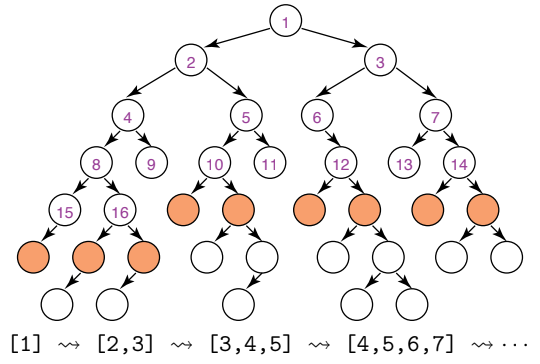 1
2 3
4 5 6 7
8 9 10 11 12 13 14
15 16
[1] ⇝ [2,3] ⇝ [3,4,5] ⇝ [4,5,6,7] ⇝ ···